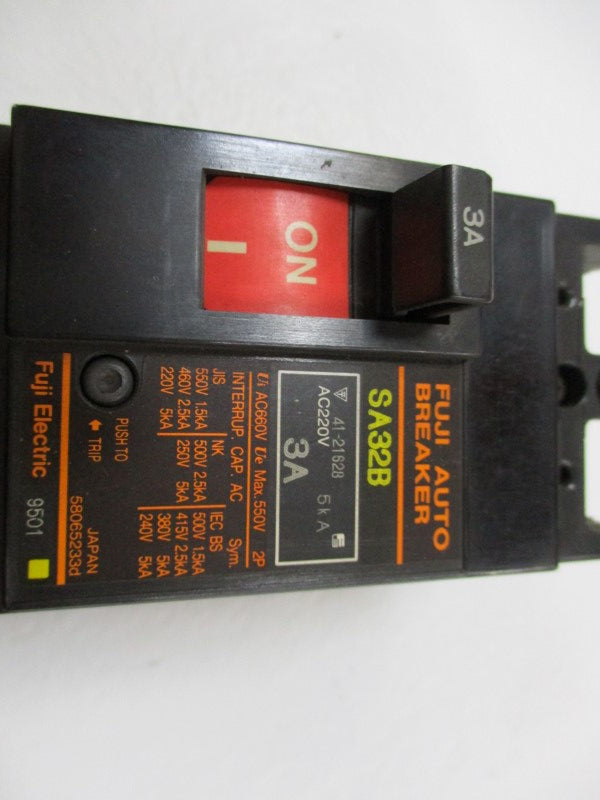 3A
ON
I
FUJI AUTO
BREAKER
SA32B
41-21628 5kA
AC220V
3A
Ui AC660V Ue Max.550V 2P
INTERRUP. CAP. AC Sym.
JIS NK IEC BS
550V 1.5kA 500V 2.5kA 500V 1.5kA
460V 2.5kA 250V 5kA 415V 2.5kA
220V 5kA 380V 5kA
240V 5kA
PUSH TO
TRIP
JAPAN
58065233d
Fuji Electric 9501